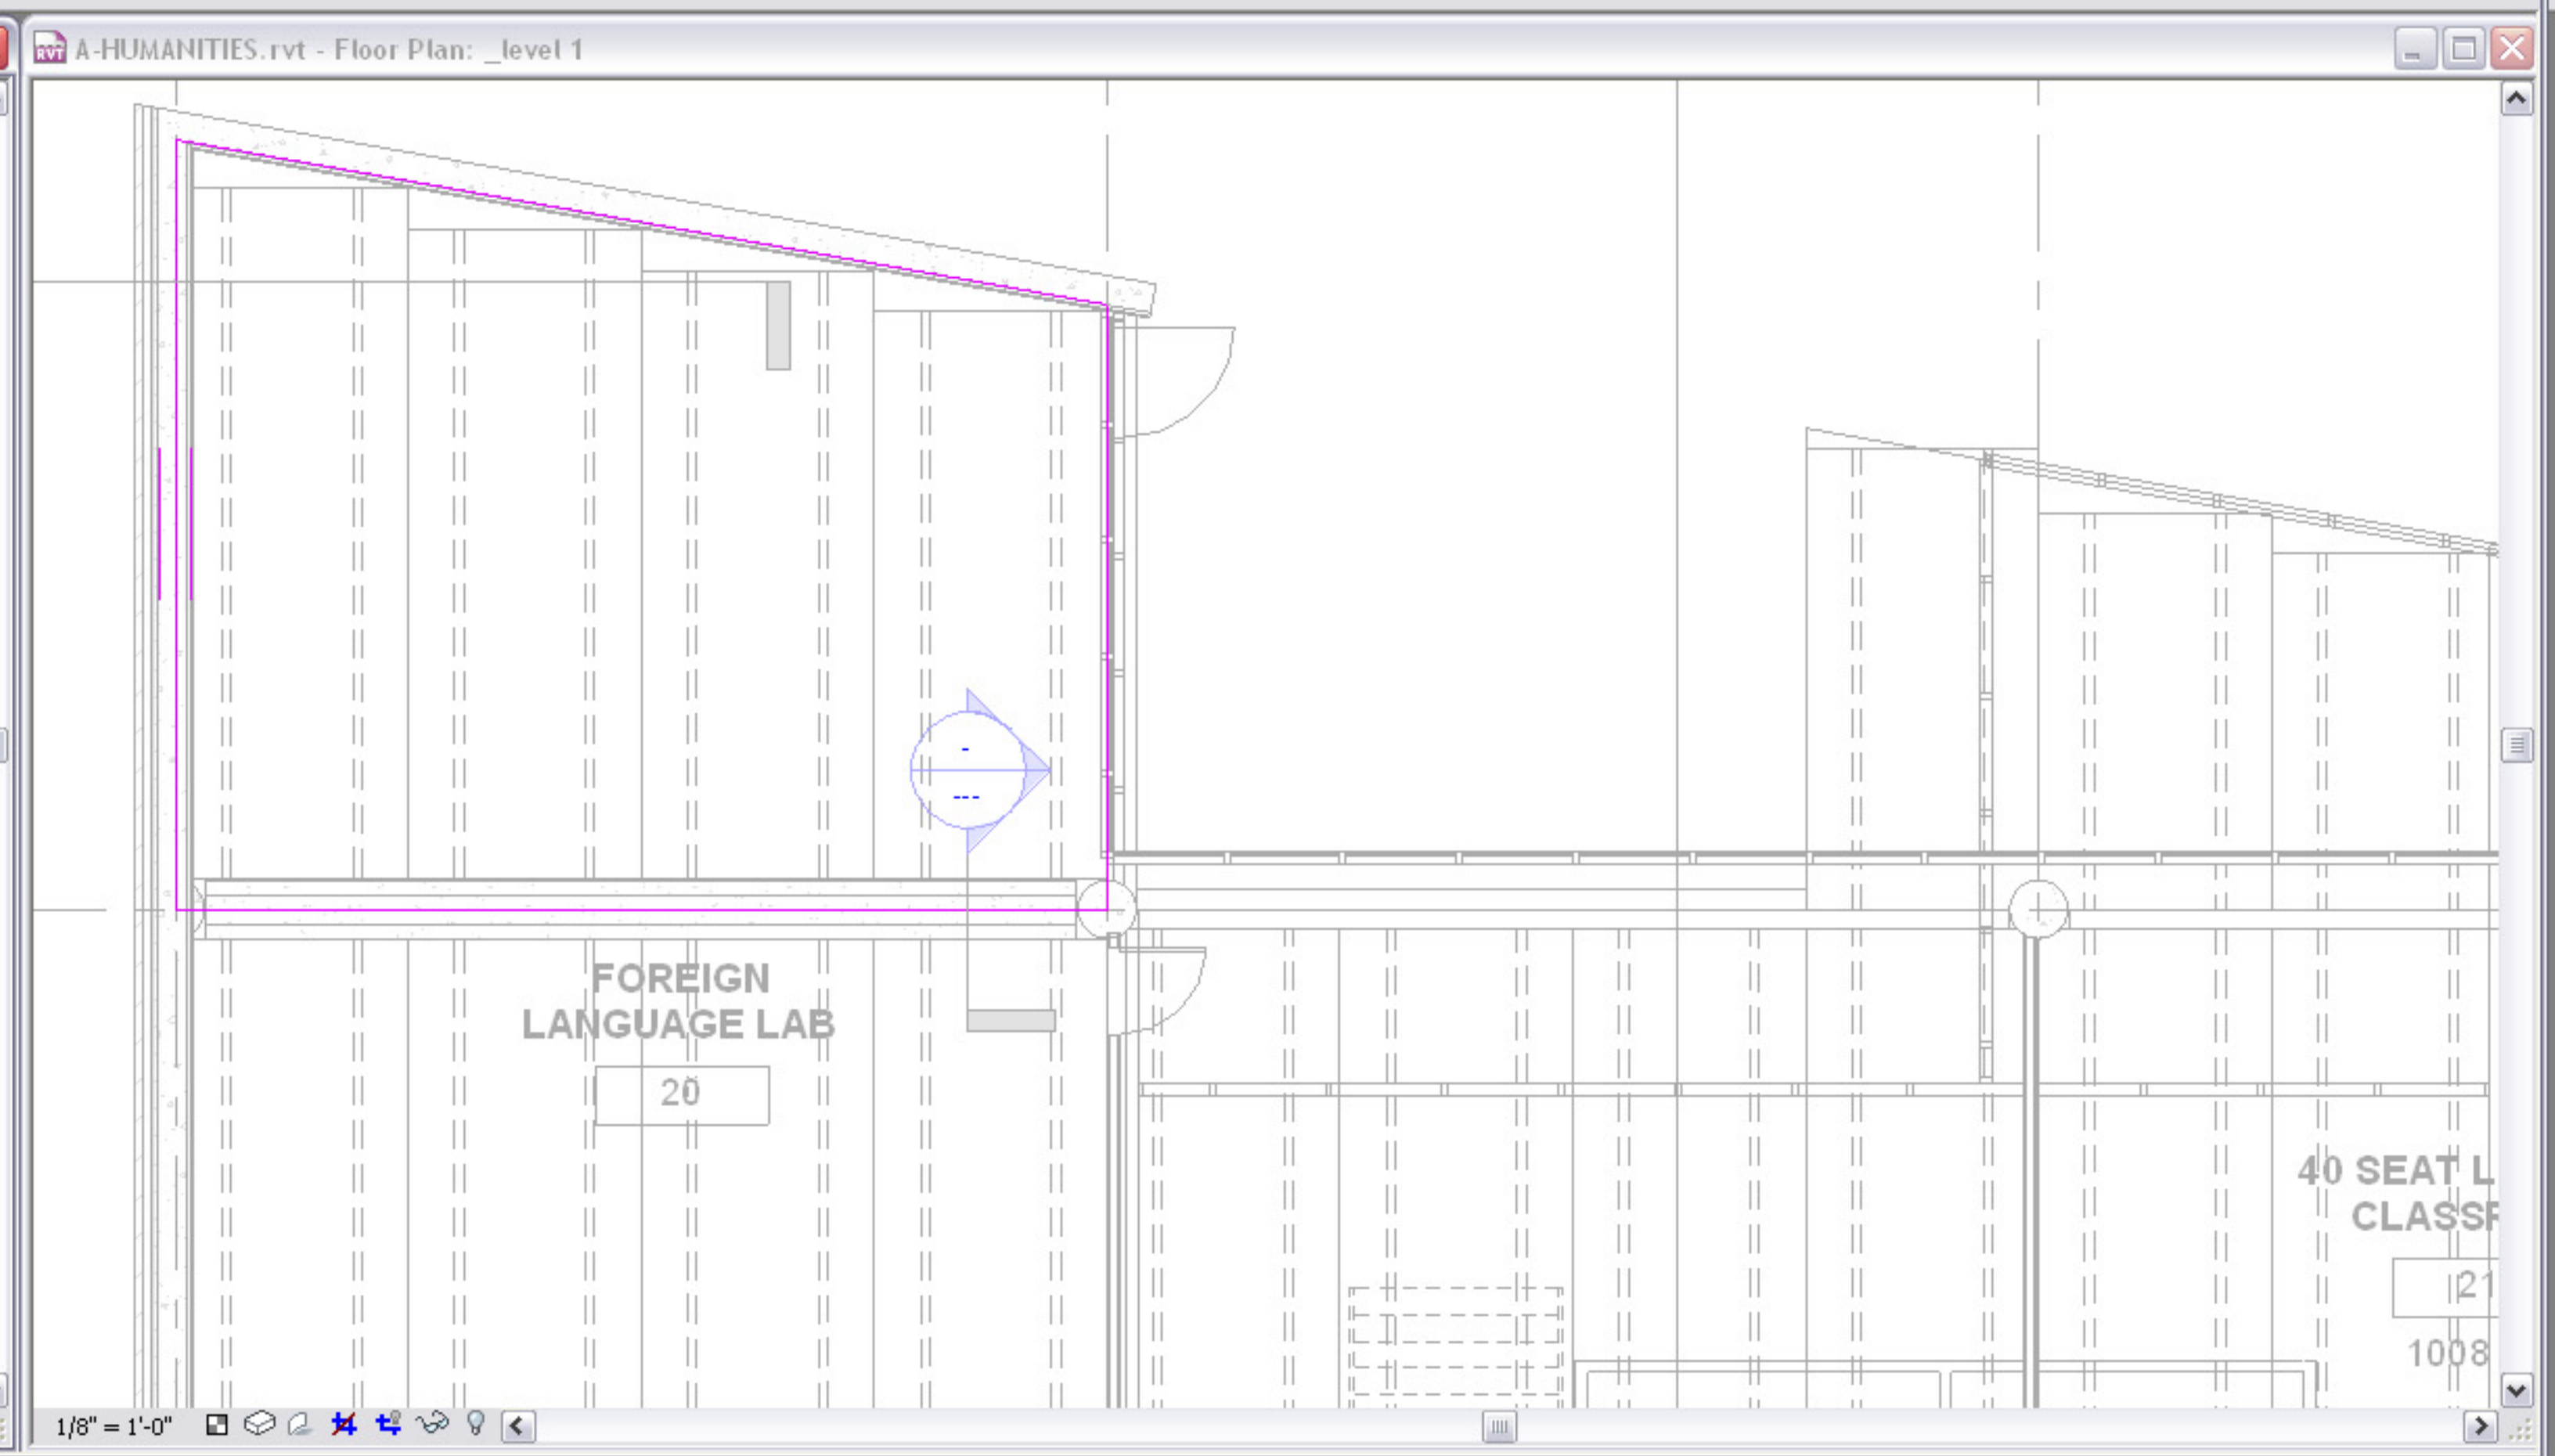 RVT A-HUMANITIES.rvt - Floor Plan: _level 1
-
---
FOREIGN
LANGUAGE LAB
20
40 SEAT L
CLASSR
21
1008
1/8" = 1'-0"